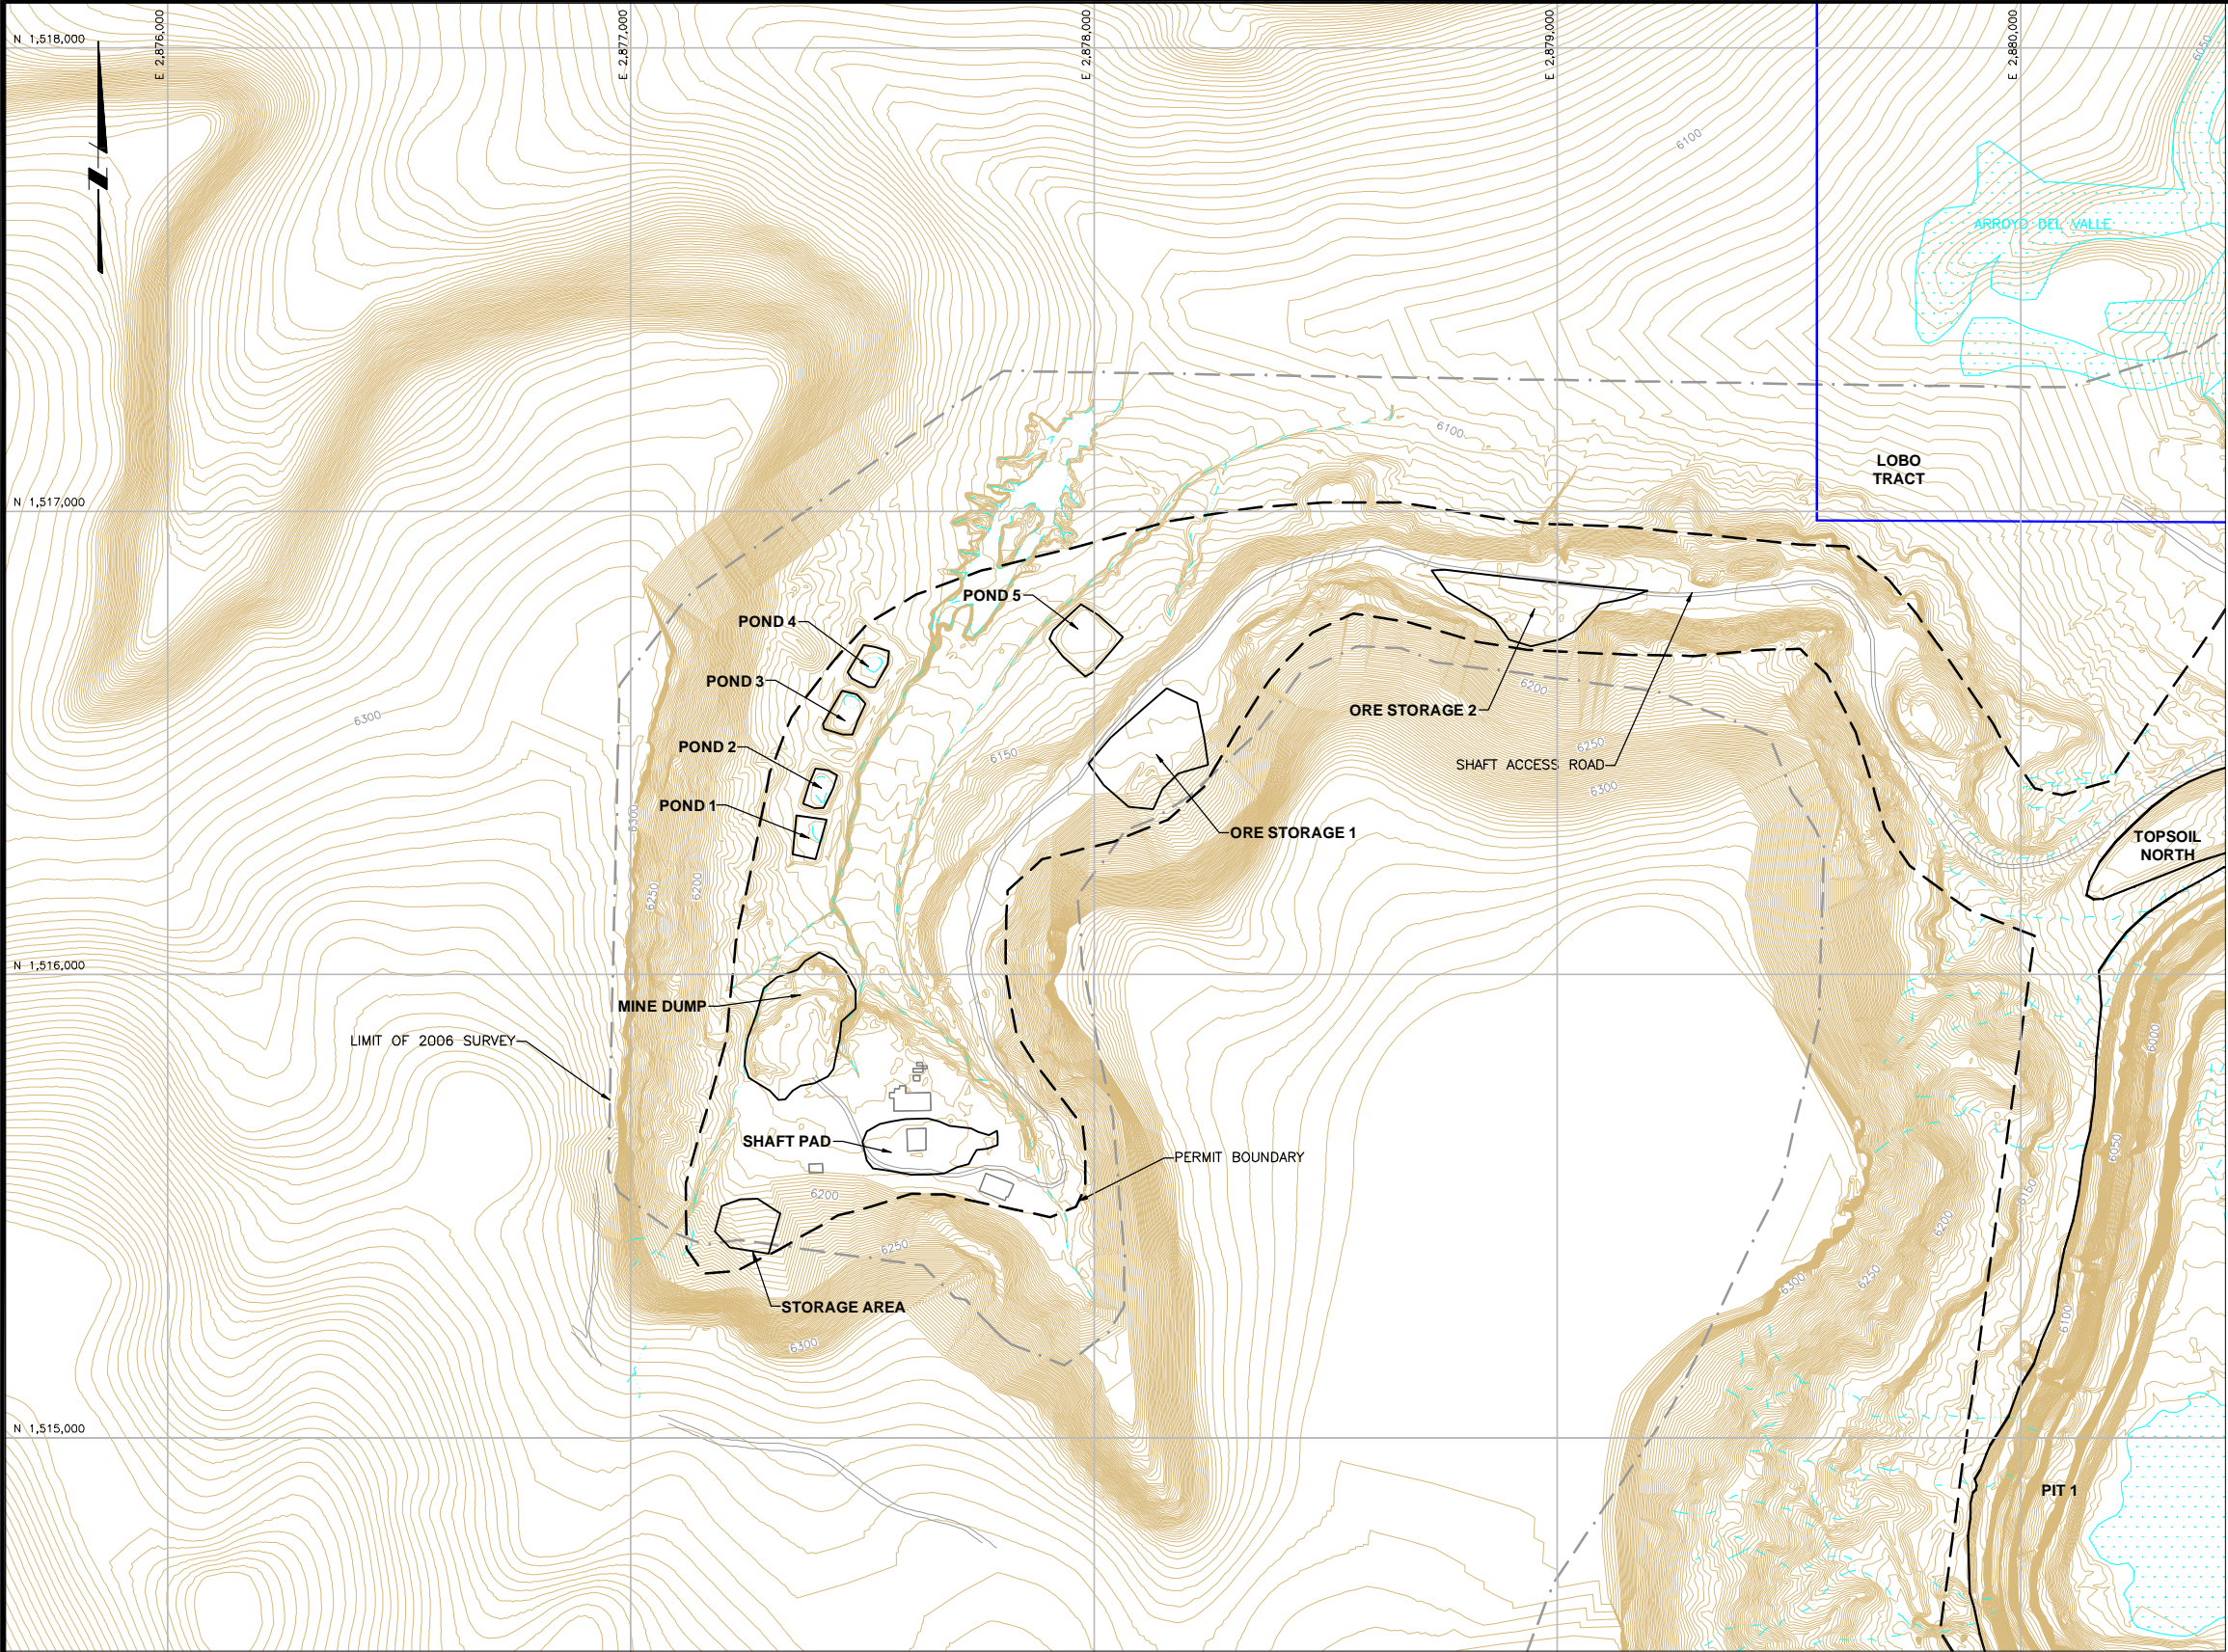 E 2,876,000
E 2,877,000
E 2,878,000
E 2,879,000
E 2,880,000
N 1,518,000
6050
N
6100
ARROYO DEL VALLE
6100
LOBO
TRACT
N 1,517,000
POND 5
POND 4
POND 3
6200
ORE STORAGE 2
6300
POND 2
6250
6150
SHAFT ACCESS ROAD
6300
POND 1
6300
ORE STORAGE 1
TOPSOIL
NORTH
6250
6200
N 1,516,000
MINE DUMP
LIMIT OF 2006 SURVEY
6000
SHAFT PAD
6050
PERMIT BOUNDARY
6200
6150
6200
6250
6250
6300
STORAGE AREA
6100
6300
N 1,515,000
PIT 1